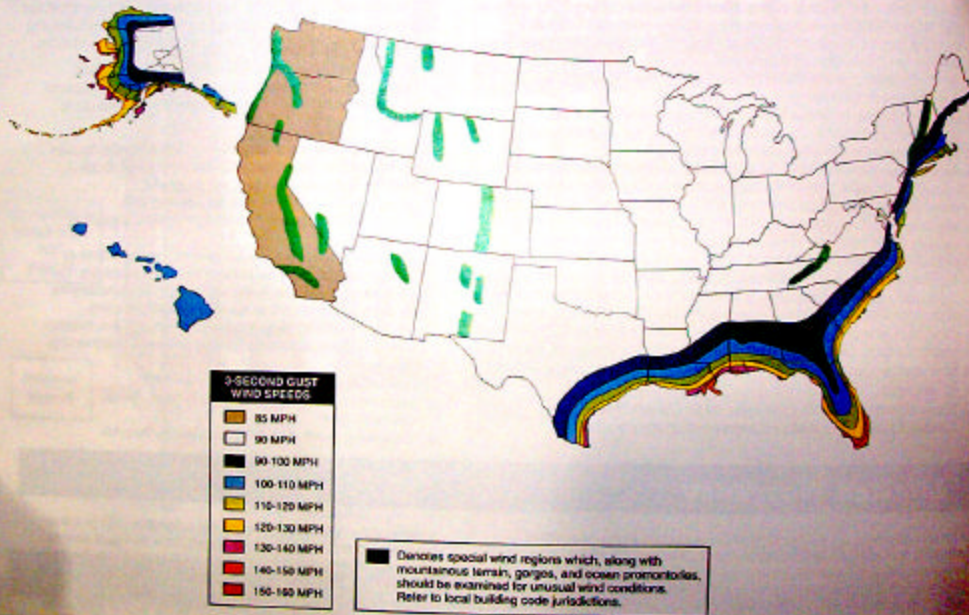 3-SECOND GUST
WIND SPEEDS
85 MPH
90 MPH
90-100 MPH
100-110 MPH
110-120 MPH
120-130 MPH
130-140 MPH
140-150 MPH
150-160 MPH
Denotes special wind regions which, along with
mountainous terrain, gorges, and ocean promontories,
should be examined for unusual wind conditions.
Refer to local building code jurisdictions.